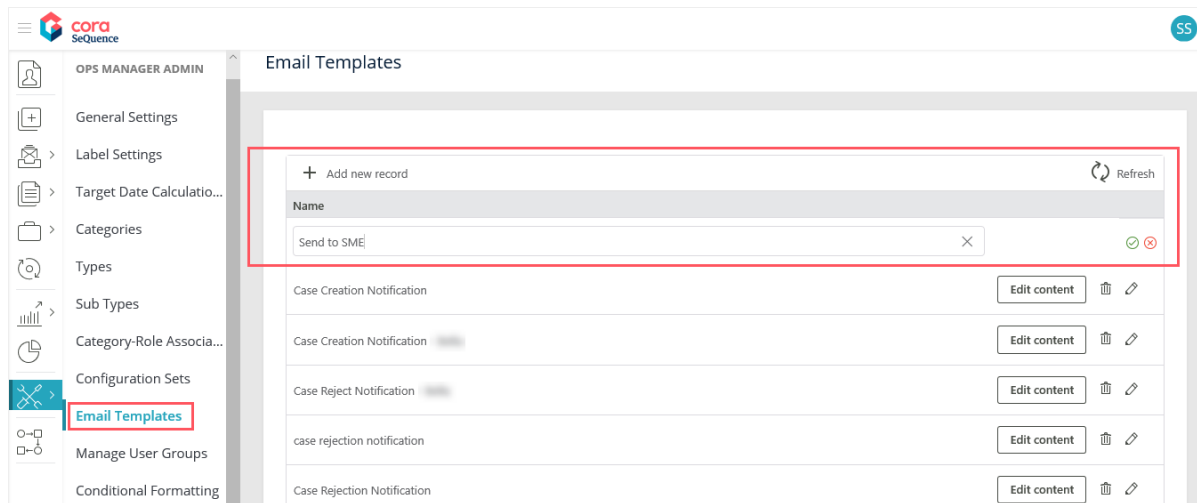 cora
SeQuence
SS
OPS MANAGER ADMIN
General Settings
Label Settings
Target Date Calculatio...
Categories
Types
Sub Types
Category-Role Associa...
Configuration Sets
Email Templates
Manage User Groups
Conditional Formatting
Email Templates
Add new record
Refresh
Name
Send to SME
Case Creation Notification
Edit content
Case Creation Notification
Edit content
Case Reject Notification
Edit content
case rejection notification
Edit content
Case Rejection Notification
Edit content